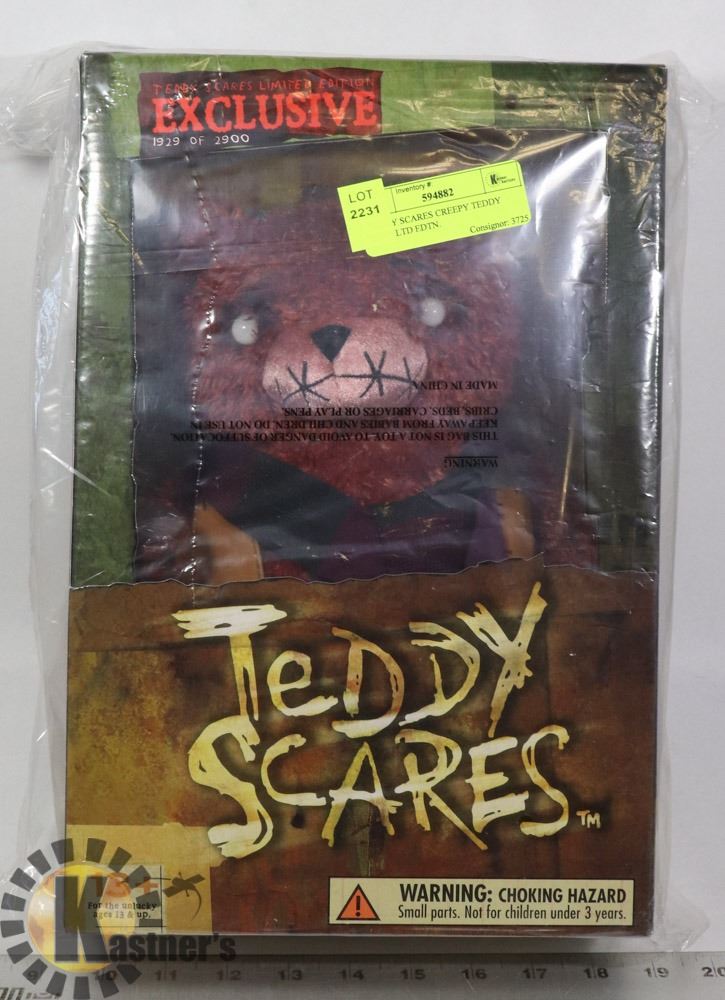 TEDDY SCARES LIMITED EDITION
EXCLUSIVE
1929 OF 2900
LOT
2231
Inventory #:
594882
Y SCARES CREEPY TEDDY
LTD EDTN.
Consignor: 3725
MADE IN CHINA
CRIBS, BEDS, CARRIAGES OR PLAY PENS.
KEEP AWAY FROM BABIES AND CHILDREN. DO NOT USE IN
THIS BAG IS NOT A TOY. TO AVOID DANGER OF SUFFOCATION,
WARNING
TEDDY
SCARES TM
WARNING: CHOKING HAZARD
Small parts. Not for children under 3 years.
For the unlucky
ages 13 & up.
Kastner's
9 10 11 12 13 14 15 16 17 18 19 20